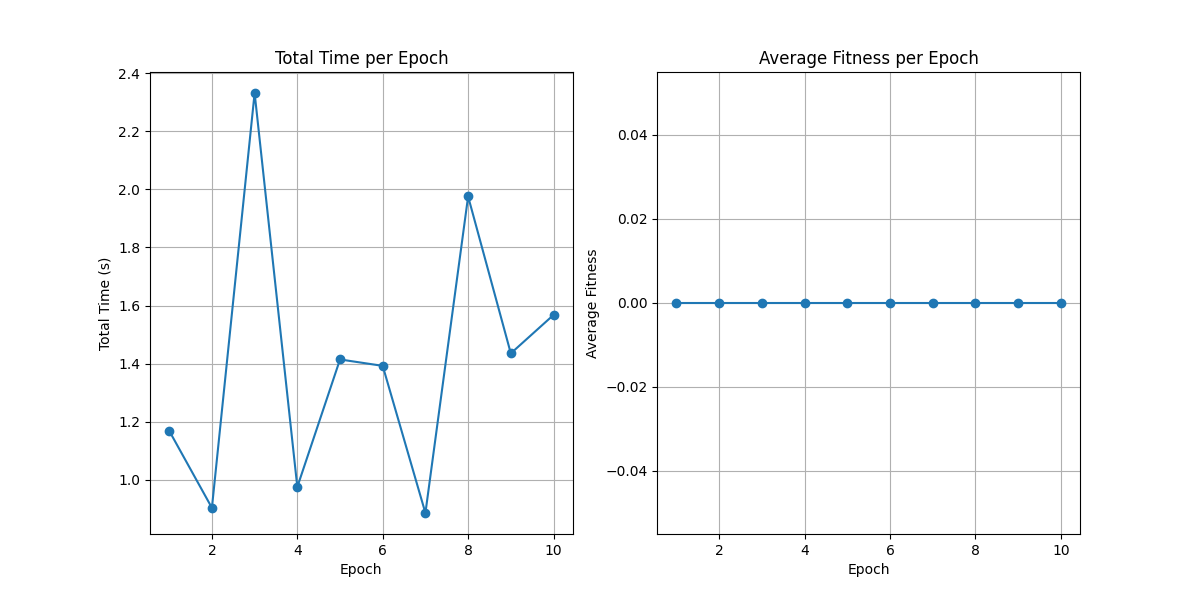 Total Time per Epoch
2.4
2.2
2.0
1.8
1.6
1.4
1.2
1.0
Total Time (s)
2 4 6 8 10
Epoch
Average Fitness per Epoch
0.04
0.02
0.00
−0.02
−0.04
Average Fitness
2 4 6 8 10
Epoch